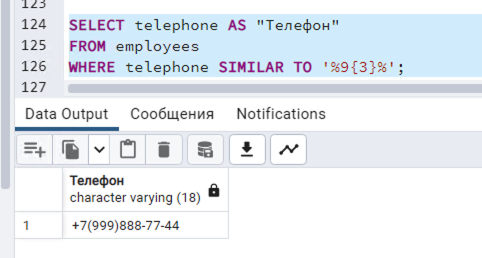 123
124 SELECT telephone AS "Телефон"
125 FROM employees
126 WHERE telephone SIMILAR TO '%9{3}%';
127
Data Output Сообщения Notifications
Телефон
character varying (18)
1 +7(999)888-77-44